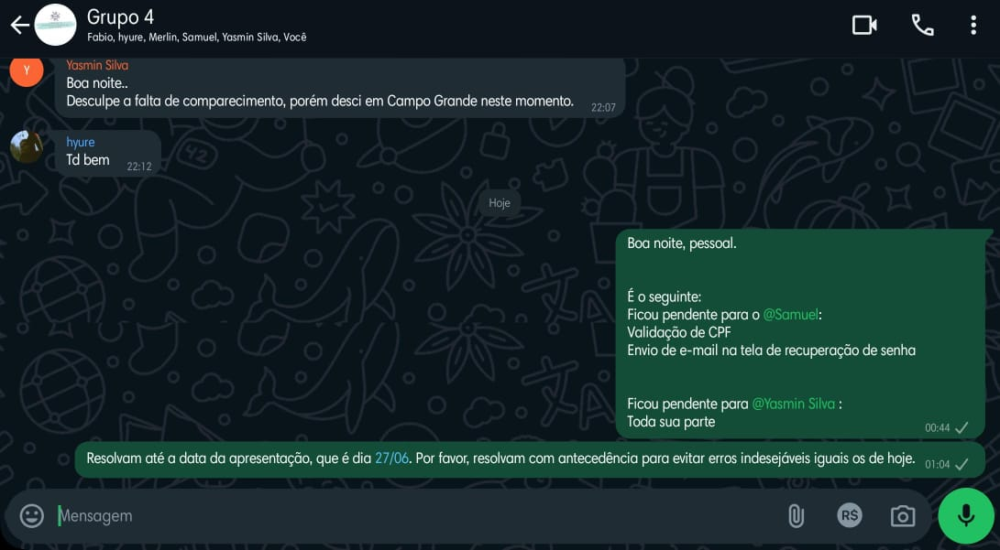 Grupo 4
Fabio, hyure, Merlin, Samuel, Yasmin Silva, Você
Y
Yasmin Silva
Boa noite..
Desculpe a falta de comparecimento, porém desci em Campo Grande neste momento.
22:07
hyure
Td bem
22:12
Hoje
Boa noite, pessoal.
É o seguinte:
Ficou pendente para o @Samuel:
Validação de CPF
Envio de e-mail na tela de recuperação de senha
Ficou pendente para @Yasmin Silva :
Toda sua parte
00:44
Resolvam até a data da apresentação, que é dia 27/06. Por favor, resolvam com antecedência para evitar erros indesejáveis iguais os de hoje.
01:04
Mensagem
R$